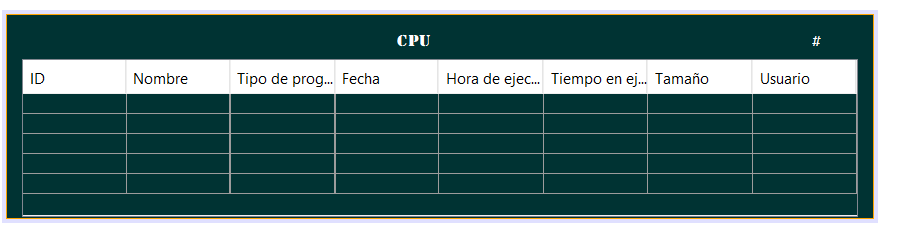 CPU #
ID Nombre Tipo de prog... Fecha Hora de ejec... Tiempo en ej... Tamaño Usuario